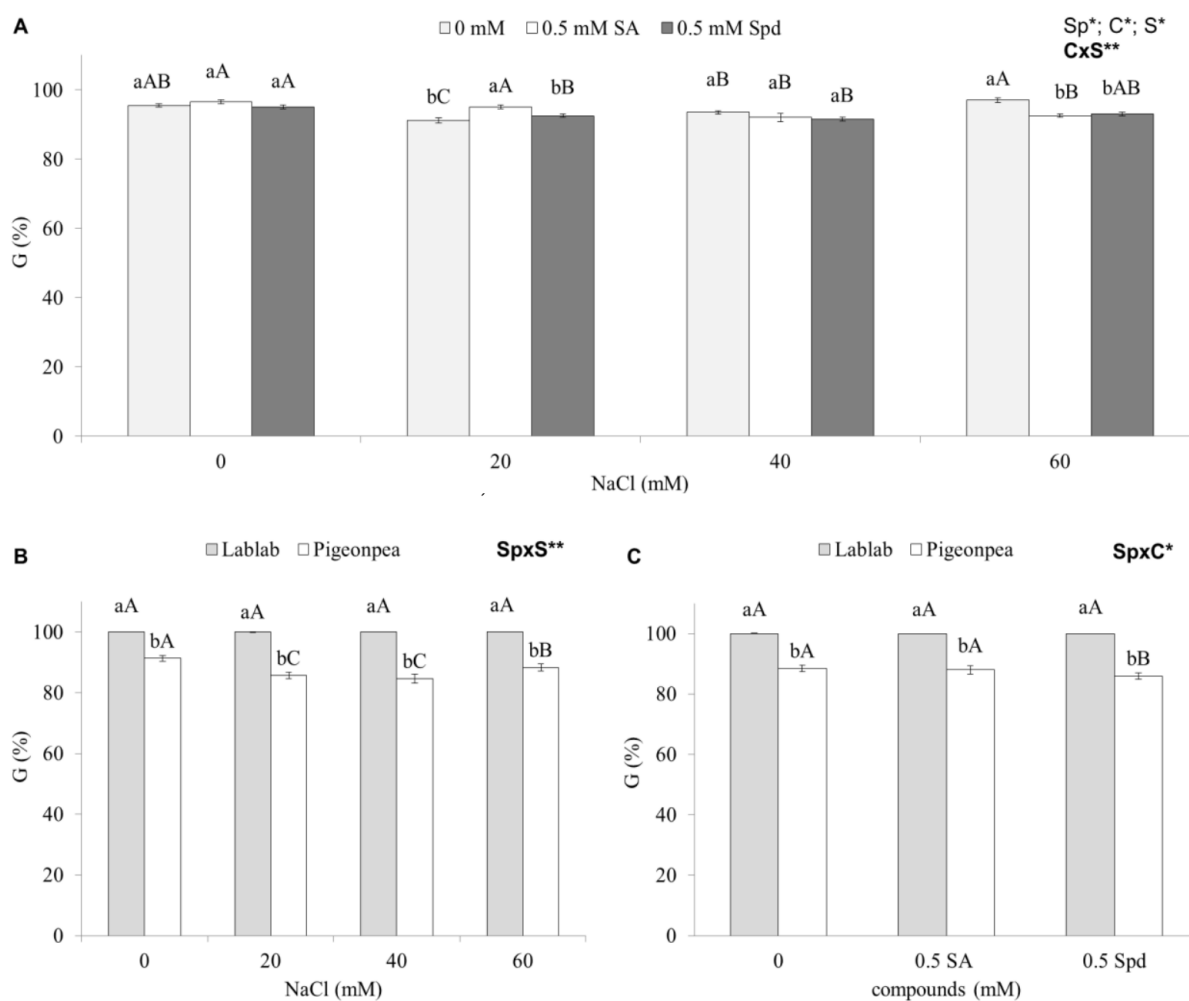 A
0 mM 0.5 mM SA 0.5 mM Spd
Sp*; C*; S*
CxS**
aAB aA aA bC aA bB aB aB aB aA bB bAB
100
80
60
40
20
0
G (%)
0 20 40 60
NaCl (mM)
B
Lablab Pigeonpea
SpxS**
aA bA aA bC aA bC aA bB
100
80
60
40
20
0
G (%)
0 20 40 60
NaCl (mM)
C
Lablab Pigeonpea
SpxC*
aA bA aA bA aA bB
100
80
60
40
20
0
G (%)
0 0.5 SA 0.5 Spd
compounds (mM)